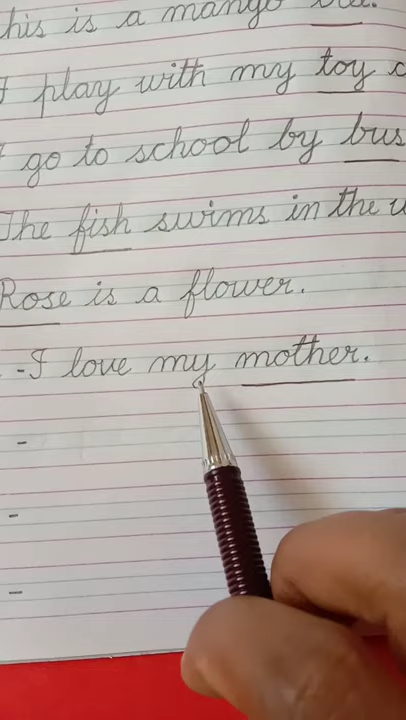 his is a mango
I play with my toy
I go to school by bus
The fish swims in the
Rose is a flower.
-I love my mother.
-
-
-